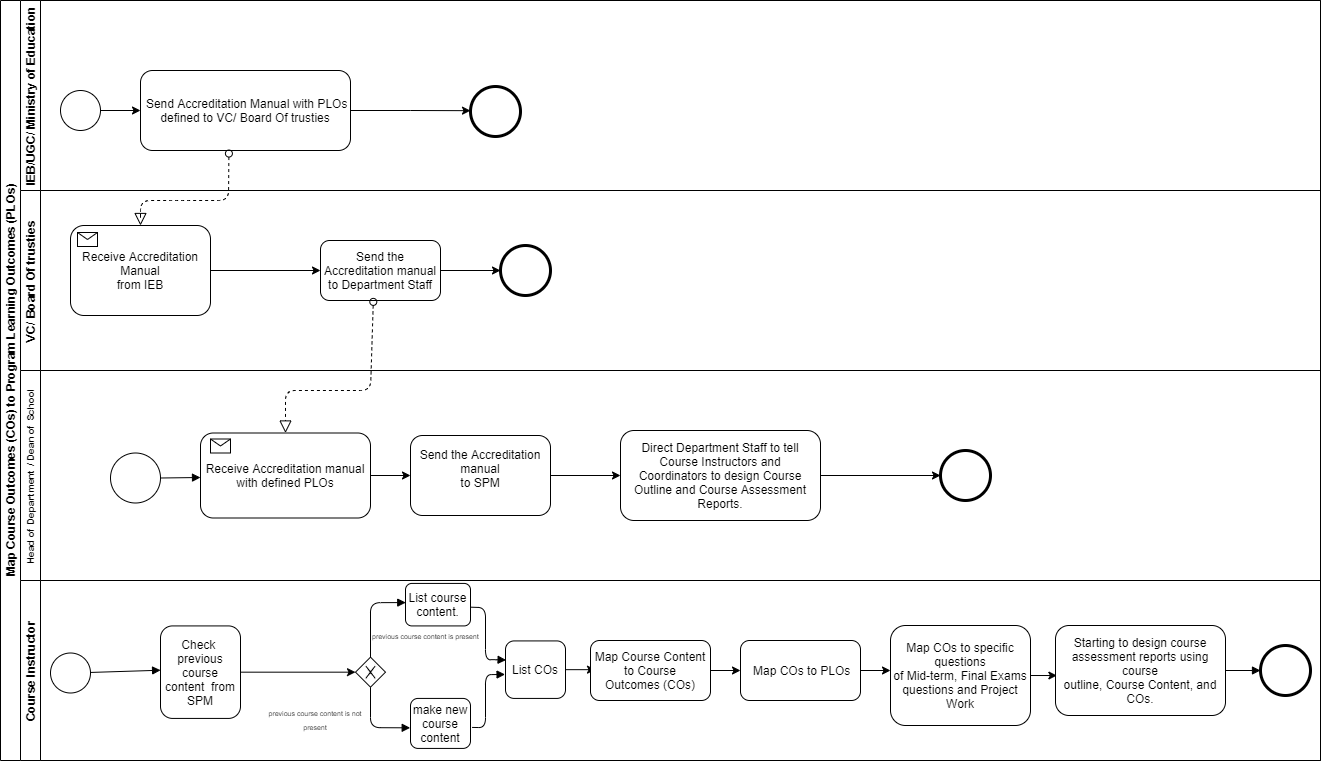 Map Course Outcomes (COs) to Program Learning Outcomes (PLOs)
IEB/UGC/ Ministry of Education
Send Accreditation Manual with PLOs
defined to VC/ Board Of trusties
VC/ Board Of trusties
Receive Accreditation
Manual
from IEB
Send the
Accreditation manual
to Department Staff
Head of Department / Dean of School
Receive Accreditation manual
with defined PLOs
Send the Accreditation
manual
to SPM
Direct Department Staff to tell
Course Instructors and
Coordinators to design Course
Outline and Course Assessment
Reports.
Course Instructor
Check
previous
course
content from
SPM
previous course content is not
present
List course
content.
previous course content is present
make new
course
content
List COs
Map Course Content
to Course
Outcomes (COs)
Map COs to PLOs
Map COs to specific
questions
of Mid-term, Final Exams
questions and Project
Work
Starting to design course
assessment reports using
course
outline, Course Content, and
COs.